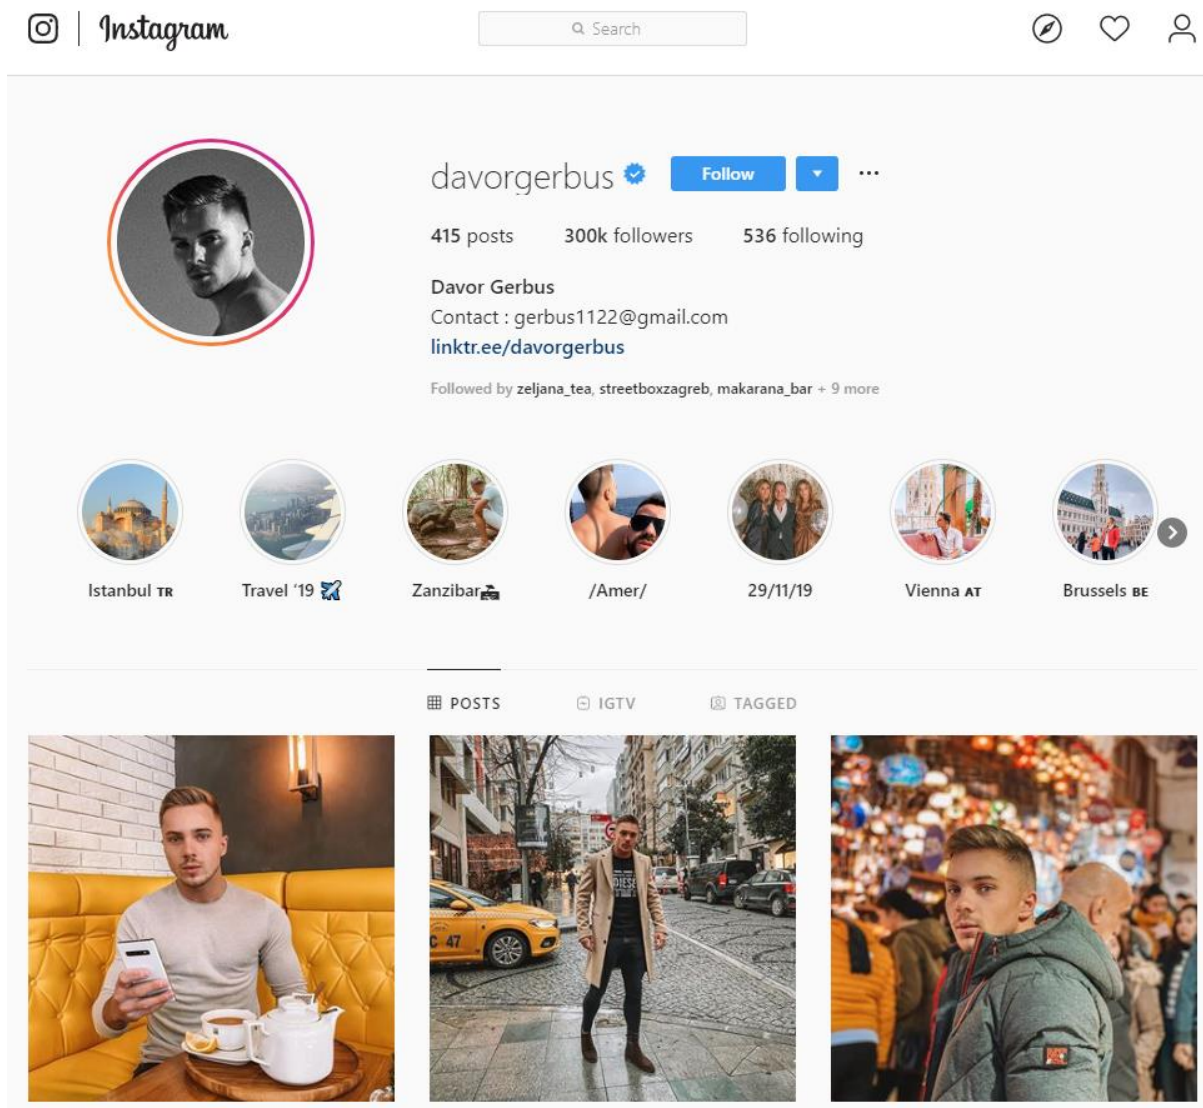 Instagram
Search
davorgerbus Follow
415 posts 300k followers 536 following
Davor Gerbus
Contact : gerbus1122@gmail.com
linktr.ee/davorgerbus
Followed by zeljana_tea, streetboxzagreb, makarana_bar + 9 more
Istanbul TR Travel '19 Zanzibar /Amer/ 29/11/19 Vienna AT Brussels BE
POSTS IGTV TAGGED
DIESE
C 47